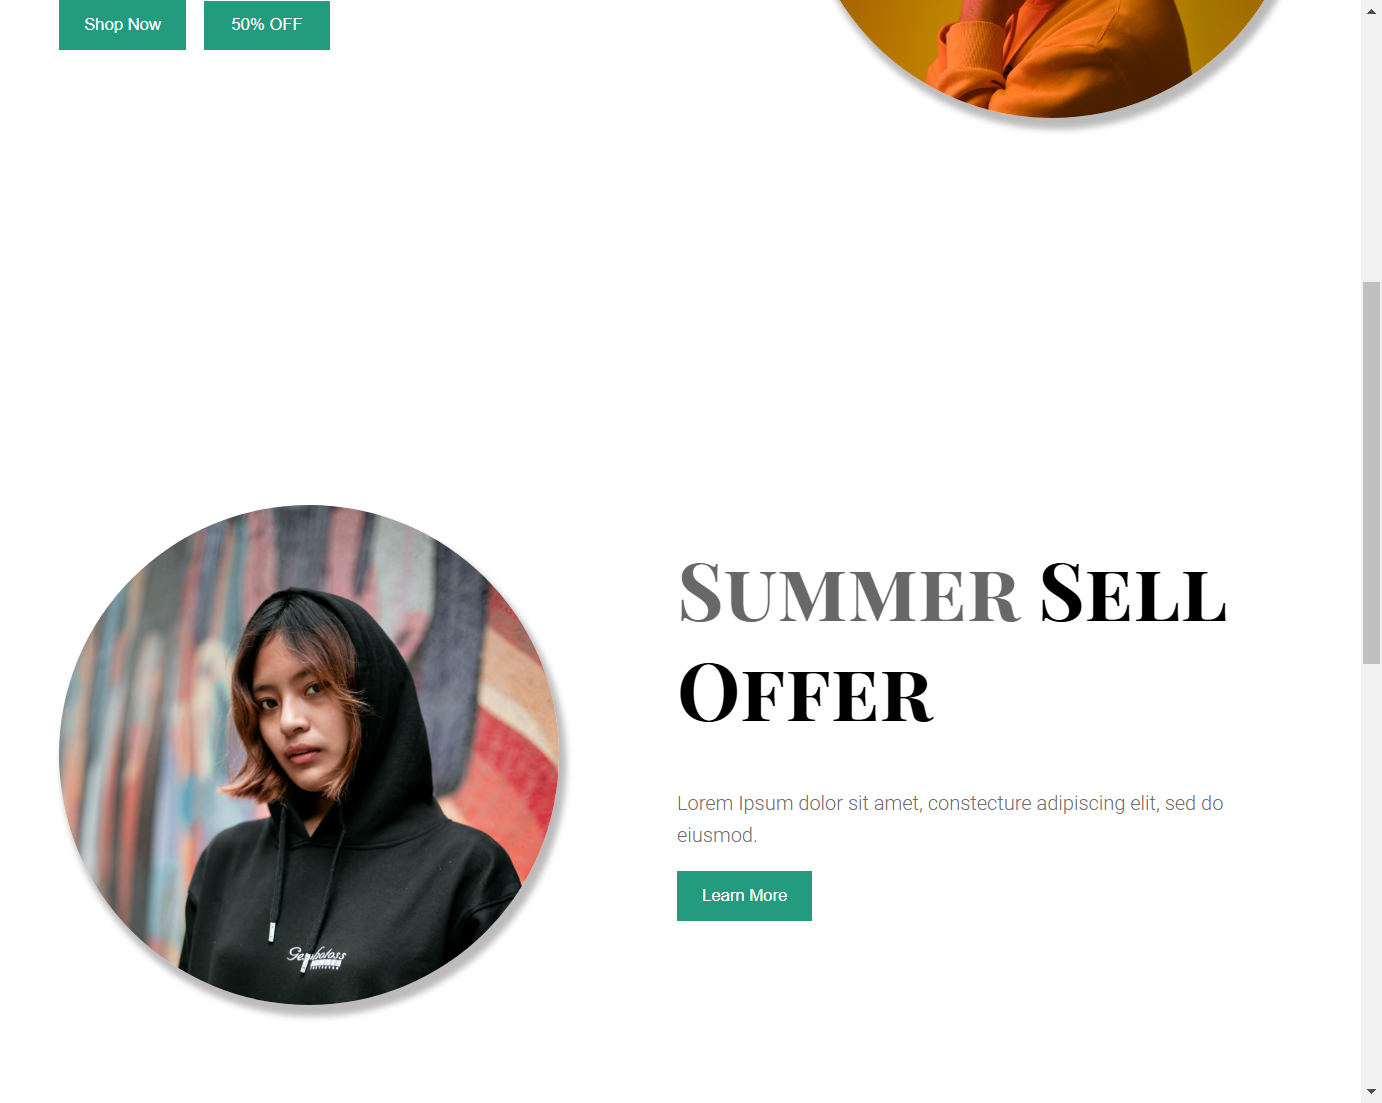 Shop Now 50% OFF
Summer Sell
Offer
Lorem Ipsum dolor sit amet, constecture adipiscing elit, sed do
eiusmod.
Learn More